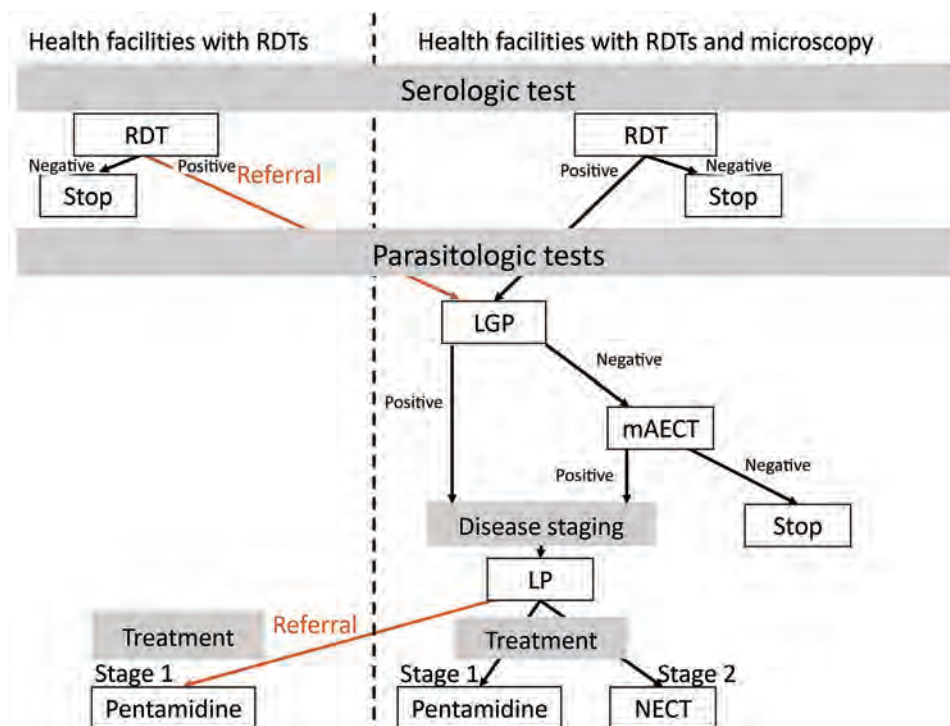 Health facilities with RDTs
Health facilities with RDTs and microscopy
Serologic test
RDT
RDT
Negative
Positive
Referral
Positive
Negative
Stop
Stop
Parasitologic tests
LGP
Negative
Positive
mAECT
Positive
Negative
Disease staging
Stop
LP
Referral
Treatment
Treatment
Stage 1
Stage 1
Stage 2
Pentamidine
Pentamidine
NECT